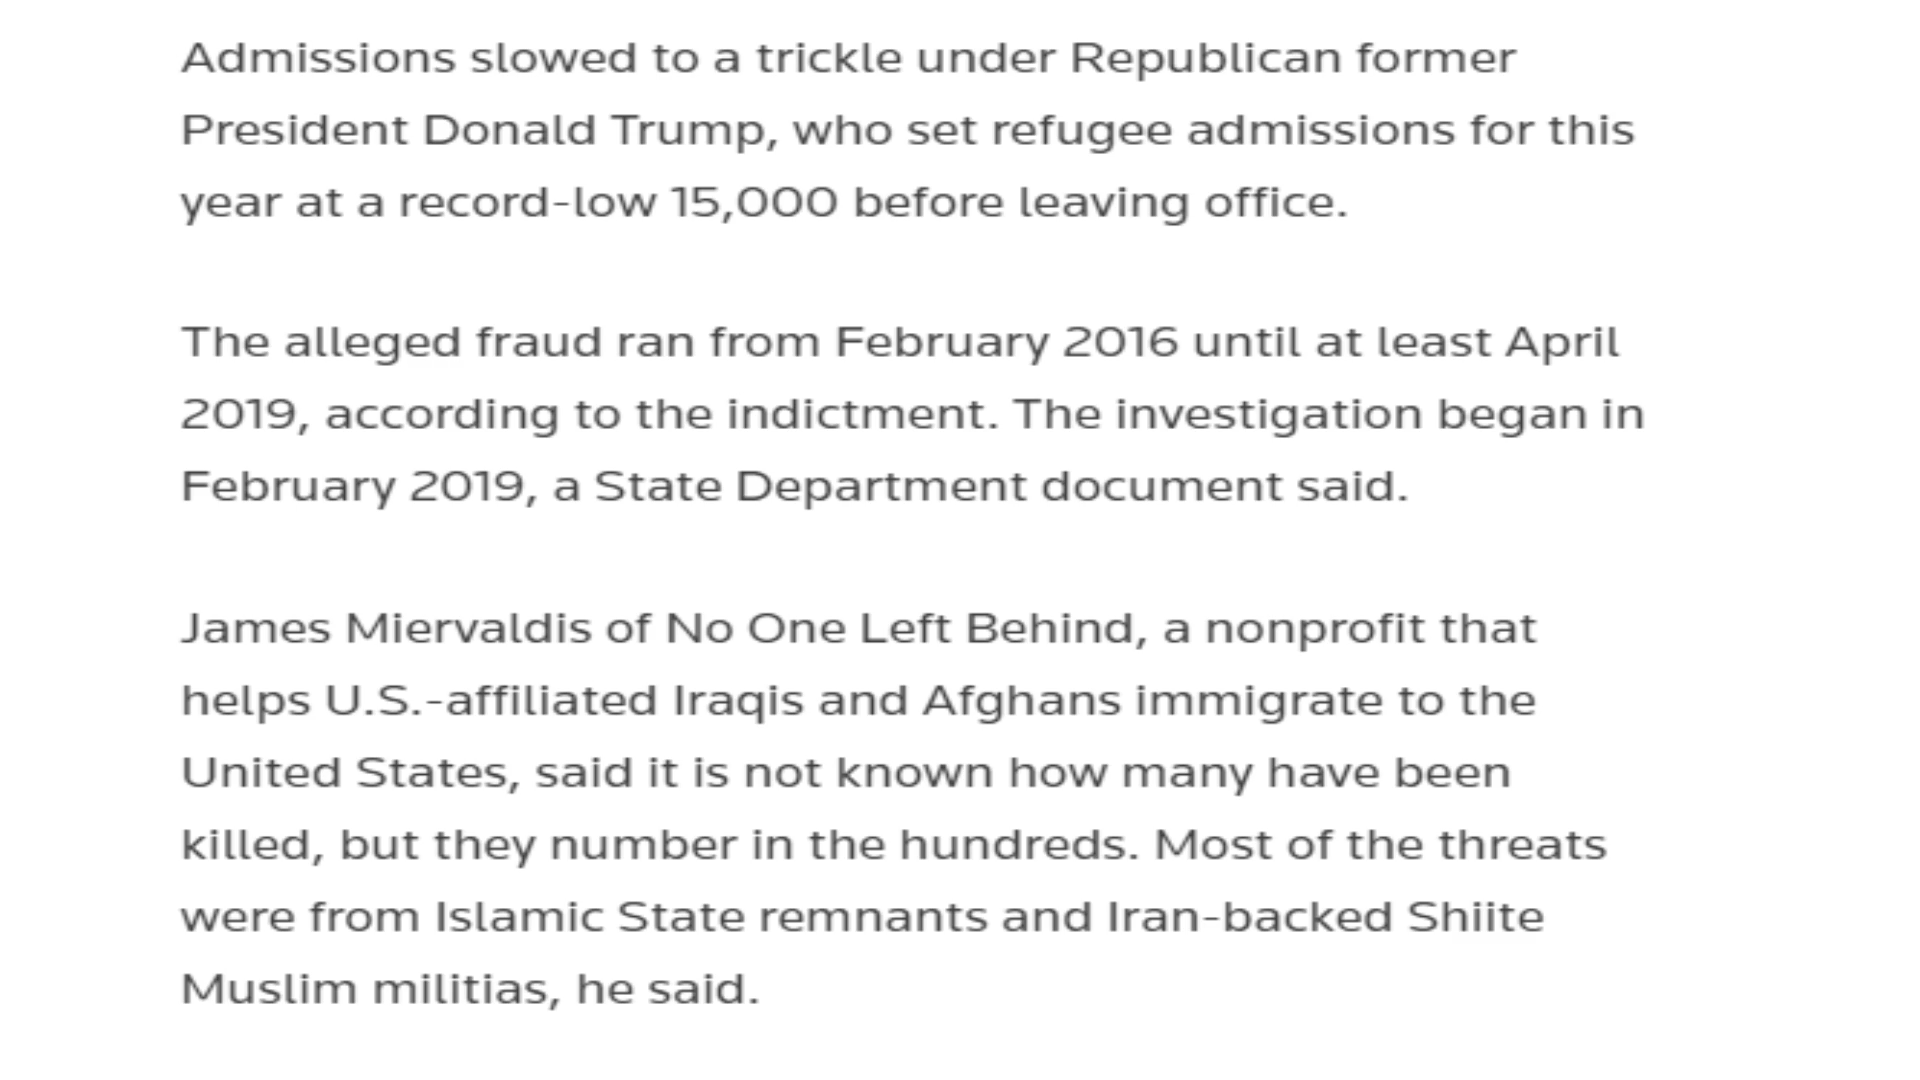 Admissions slowed to a trickle under Republican former
President Donald Trump, who set refugee admissions for this
year at a record-low 15,000 before leaving office.
The alleged fraud ran from February 2016 until at least April
2019, according to the indictment. The investigation began in
February 2019, a State Department document said.
James Miervaldis of No One Left Behind, a nonprofit that
helps U.S.-affiliated Iraqis and Afghans immigrate to the
United States, said it is not known how many have been
killed, but they number in the hundreds. Most of the threats
were from Islamic State remnants and Iran-backed Shiite
Muslim militias, he said.